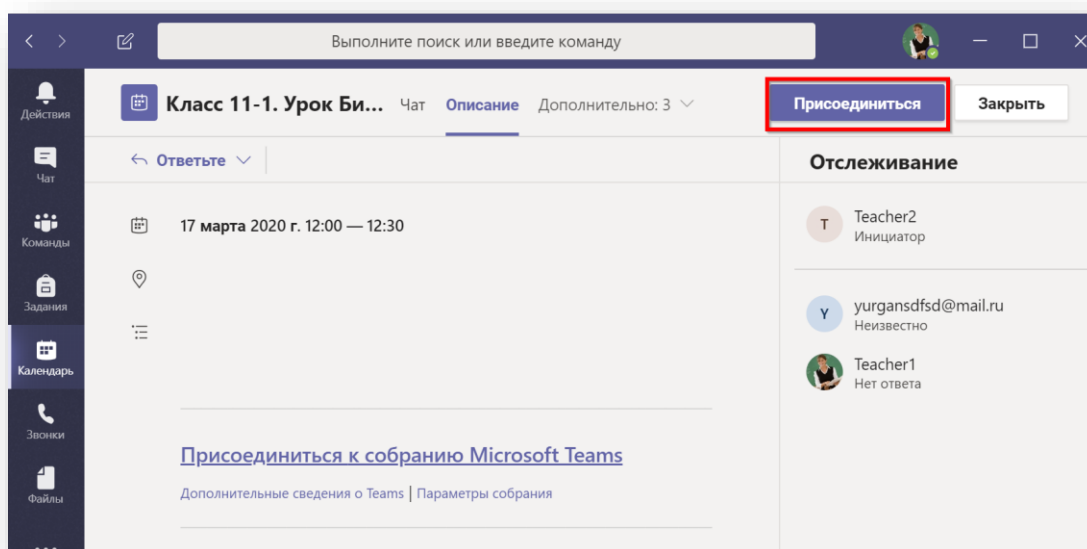 Выполните поиск или введите команду
Действия
Чат
Команды
Задания
Календарь
Звонки
Файлы
Класс 11-1. Урок Би... Чат Описание Дополнительно: 3
Присоединиться Закрыть
Ответьте
17 марта 2020 г. 12:00 — 12:30
Присоединиться к собранию Microsoft Teams
Дополнительные сведения о Teams | Параметры собрания
Отслеживание
T
Teacher2
Инициатор
Y
yurgansdfsd@mail.ru
Неизвестно
Teacher1
Нет ответа